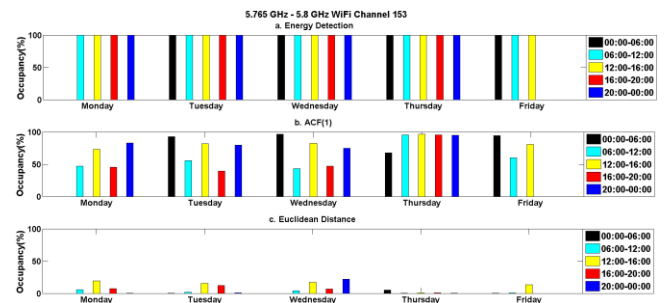 5.765 GHz - 5.8 GHz WiFi Channel 153
a. Energy Detection
Occupancy(%)
100
50
0
Monday Tuesday Wednesday Thursday Friday
00:00-06:00
06:00-12:00
12:00-16:00
16:00-20:00
20:00-00:00
b. ACF(1)
Occupancy(%)
100
50
0
Monday Tuesday Wednesday Thursday Friday
00:00-06:00
06:00-12:00
12:00-16:00
16:00-20:00
20:00-00:00
c. Euclidean Distance
Occupancy(%)
100
50
0
Monday Tuesday Wednesday Thursday Friday
00:00-06:00
06:00-12:00
12:00-16:00
16:00-20:00
20:00-00:00